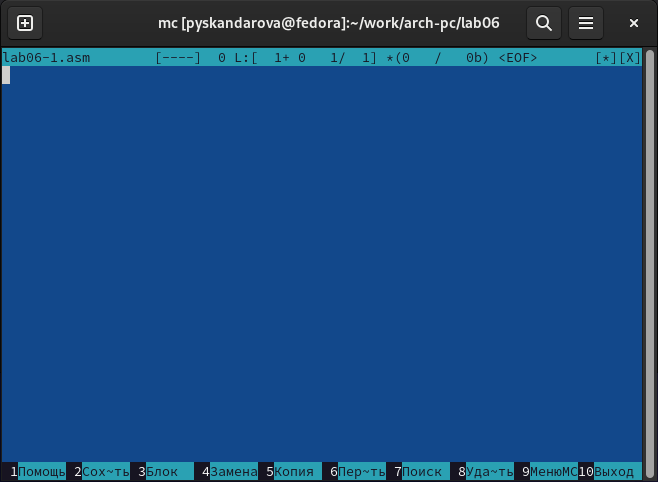 mc [pyskandarova@fedora]:~/work/arch-pc/lab06
lab06-1.asm [----] 0 L:[ 1+ 0 1/ 1] *(0 / 0b) <EOF> [*][X]
1Помощь 2Сох~ть 3Блок 4Замена 5Копия 6Пер~ть 7Поиск 8Уда~ть 9МенюMC 10Выход